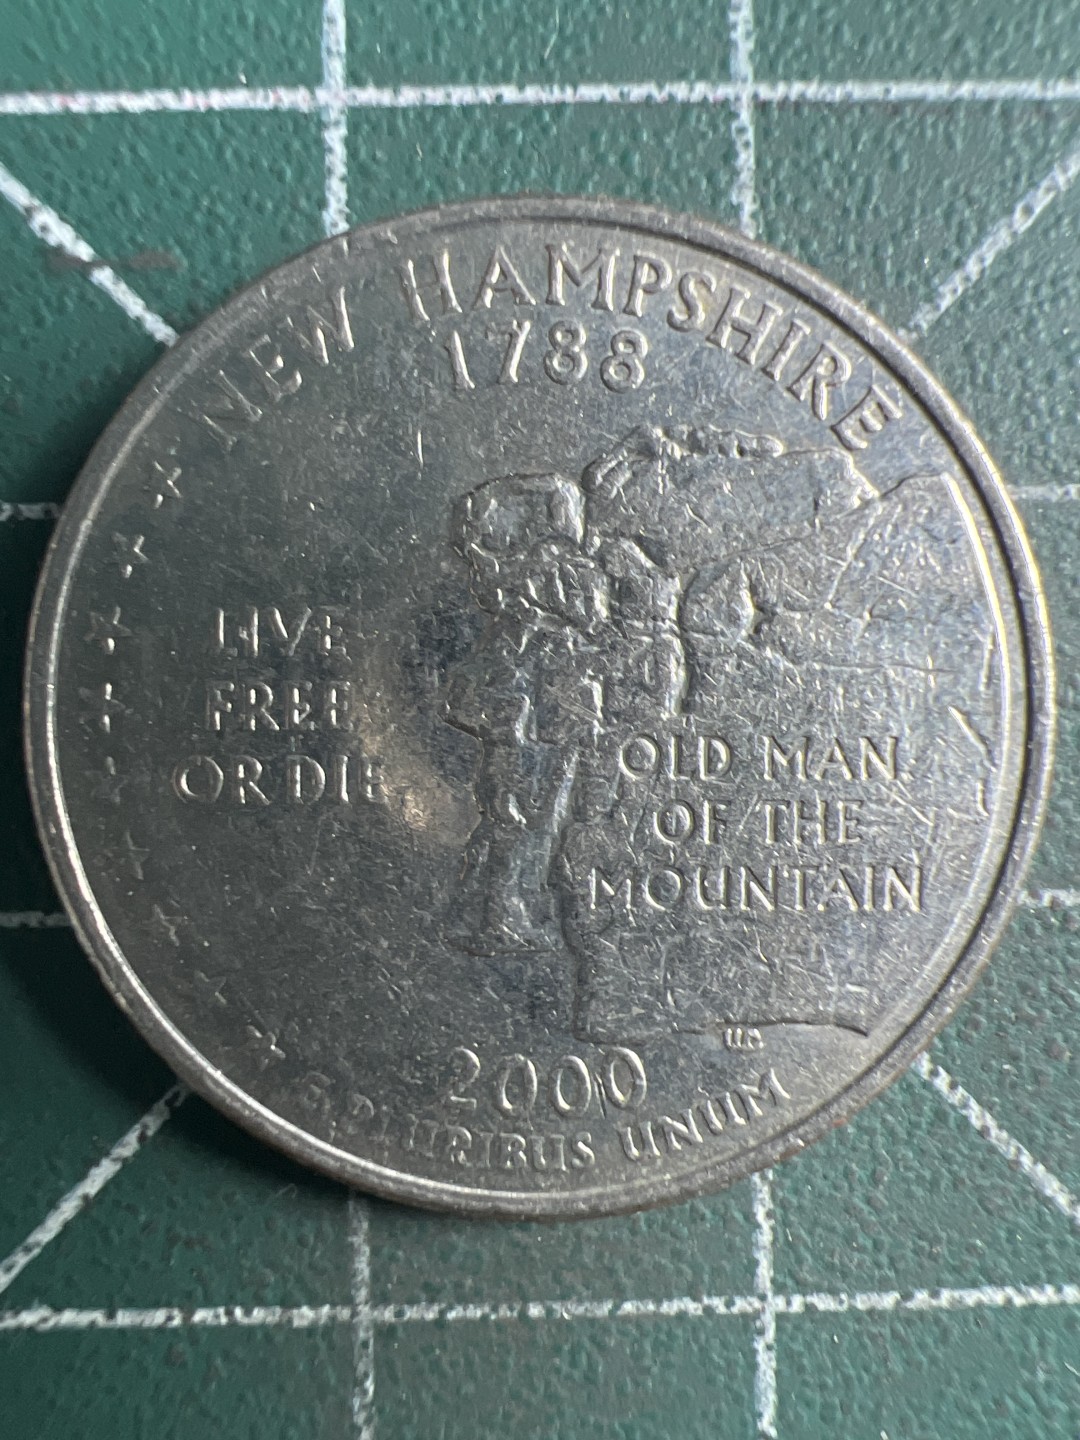 NEW HAMPSHIRE
1788
LIVE
FREE
OR DIE
OLD MAN
OF THE
MOUNTAIN
2000
E PLURIBUS UNUM